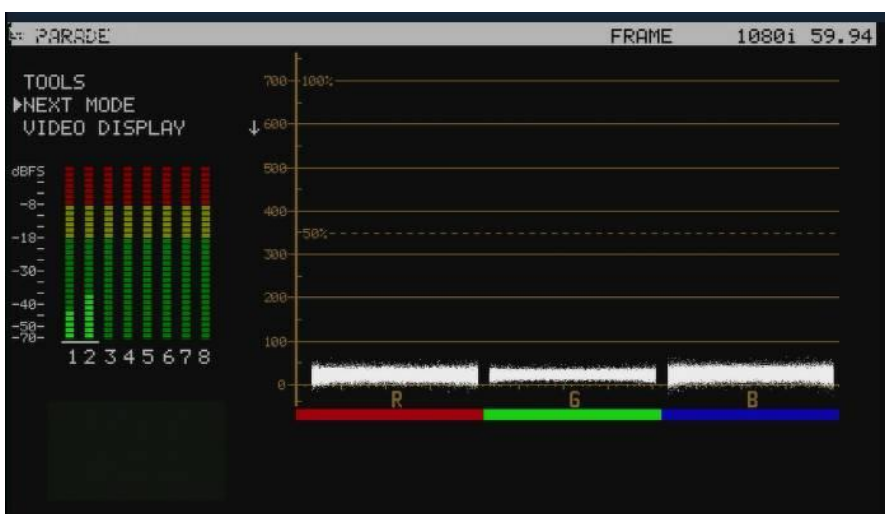 PARADE FRAME 1080i 59.94
TOOLS
▶NEXT MODE
VIDEO DISPLAY ↓
700 100%
600
500
400
50%
300
200
100
0
R G B
dBFS
-8-
-18-
-30-
-40-
-50-
-70-
1 2 3 4 5 6 7 8